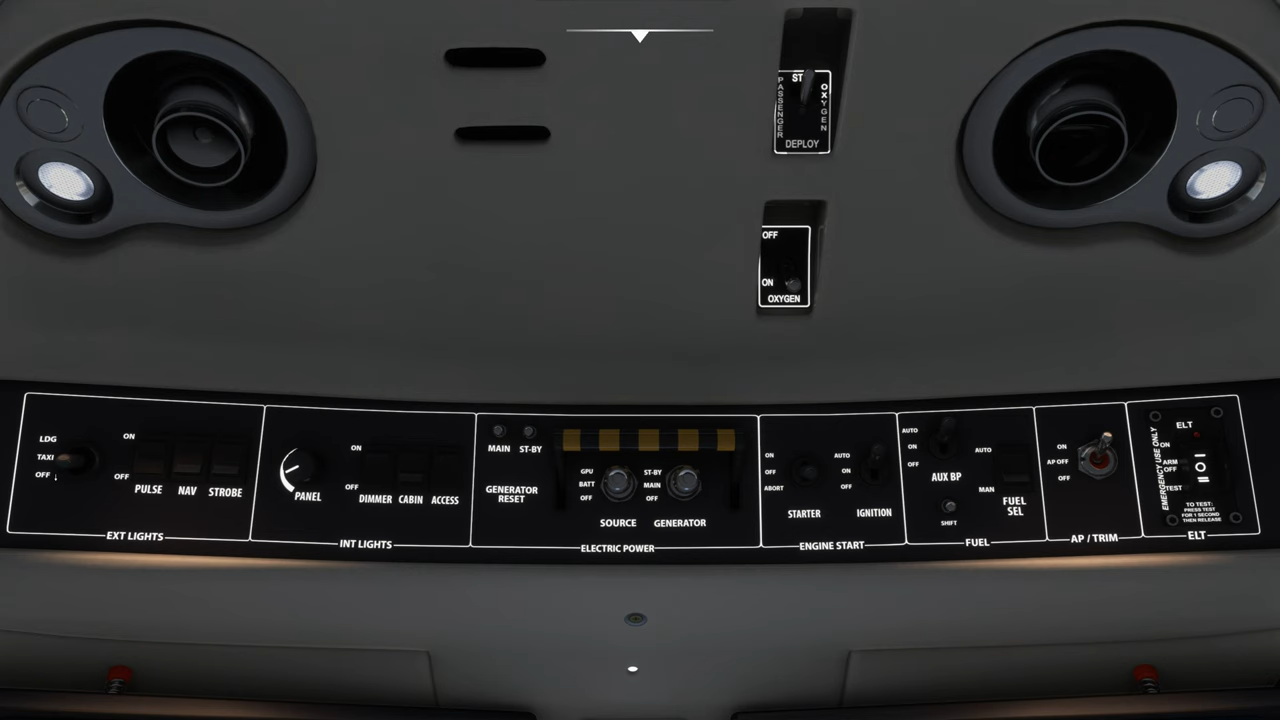 ST
PASSENGER
OXYGEN
DEPLOY
OFF
ON
OXYGEN
LDG
TAXI
OFF
ON
OFF
PULSE NAV STROBE
EXT LIGHTS
PANEL
ON
OFF
DIMMER CABIN ACCESS
INT LIGHTS
MAIN ST-BY
GENERATOR
RESET
GPU
BATT
OFF
SOURCE
ST-BY
MAIN
OFF
GENERATOR
ELECTRIC POWER
ON
OFF
ABORT
STARTER
AUTO
ON
OFF
IGNITION
ENGINE START
AUTO
ON
OFF
AUX BP
SHIFT
AUTO
MAN
FUEL
SEL
FUEL
ON
AP OFF
OFF
AP / TRIM
EMERGENCY USE ONLY
ELT
ON
ARM
OFF
TEST
TO TEST:
PRESS TEST
FOR 1 SECOND
THEN RELEASE
ELT